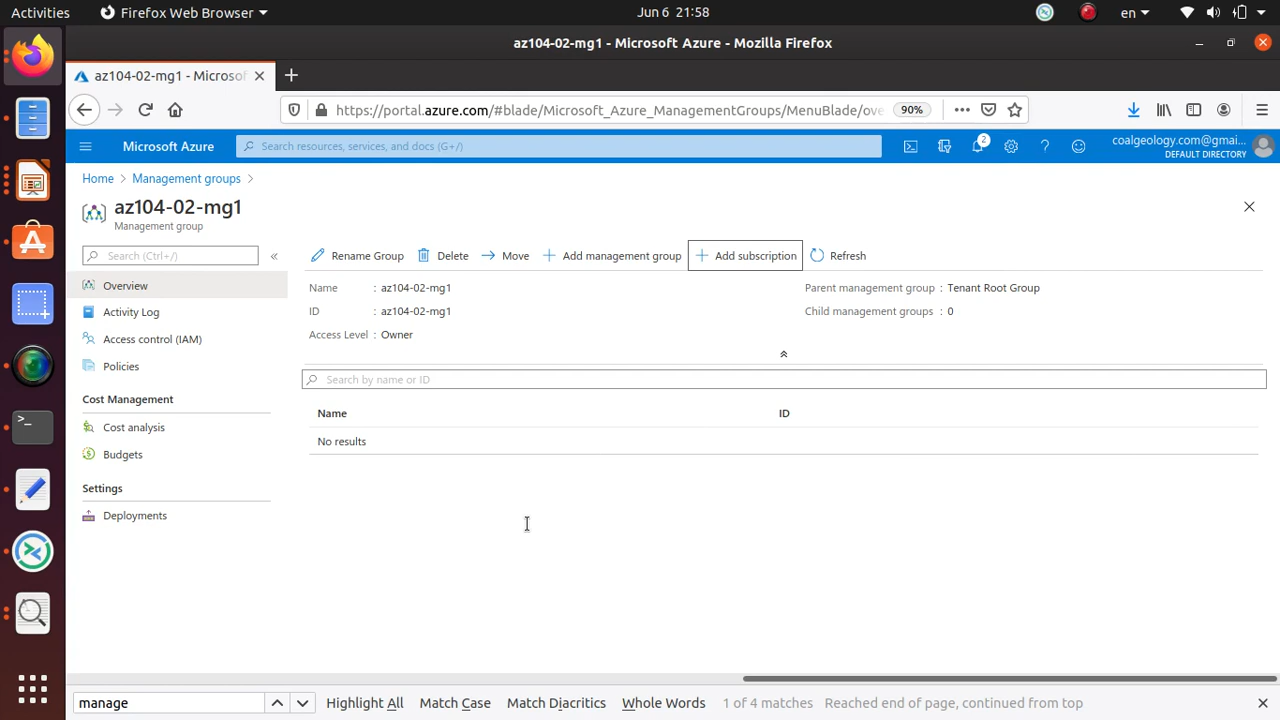 Activities
Firefox Web Browser
Jun 6 21:58
en
az104-02-mg1 - Microsoft Azure - Mozilla Firefox
az104-02-mg1 - Microsof
https://portal.azure.com/#blade/Microsoft_Azure_ManagementGroups/MenuBlade/ove
90%
Microsoft Azure
Search resources, services, and docs (G+/)
2
coalgeology.com@gmai...
DEFAULT DIRECTORY
Home > Management groups >
az104-02-mg1
Management group
Search (Ctrl+/)
«
Rename Group
Delete
Move
Add management group
Add subscription
Refresh
Overview
Activity Log
Access control (IAM)
Policies
Cost Management
Cost analysis
Budgets
Settings
Deployments
Name : az104-02-mg1
ID : az104-02-mg1
Access Level : Owner
Parent management group : Tenant Root Group
Child management groups : 0
Search by name or ID
Name ID
No results
manage
Highlight All
Match Case
Match Diacritics
Whole Words
1 of 4 matches
Reached end of page, continued from top